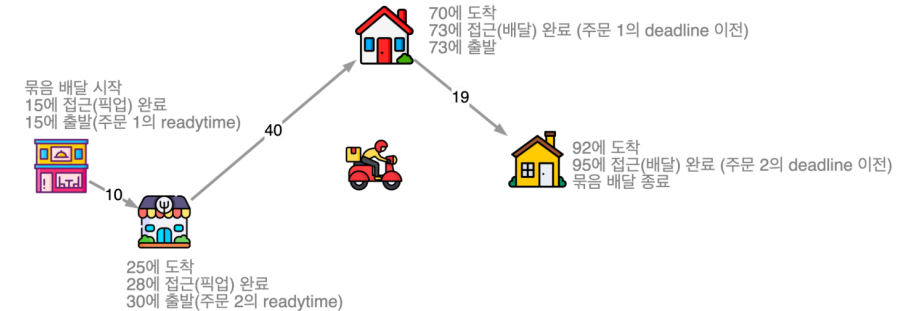 70에 도착
73에 접근(배달) 완료 (주문 1의 deadline 이전)
73에 출발
묶음 배달 시작
15에 접근(픽업) 완료
15에 출발(주문 1의 readytime)
19
40
92에 도착
95에 접근(배달) 완료 (주문 2의 deadline 이전)
묶음 배달 종료
10
25에 도착
28에 접근(픽업) 완료
30에 출발(주문 2의 readytime)